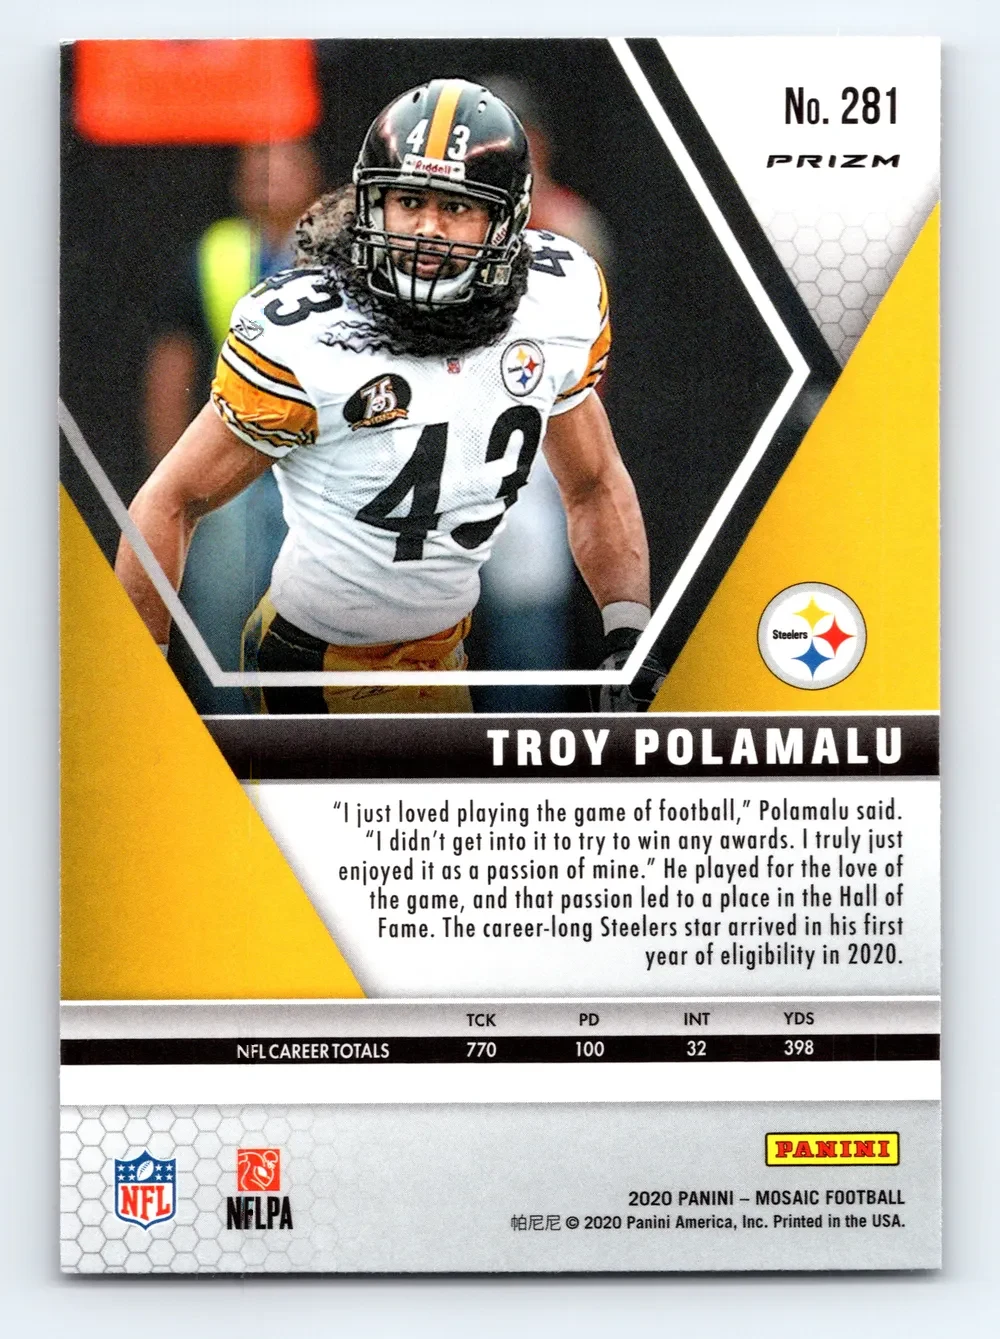 No. 281
PRIZM
43
Riddell
43
4
75
SEASON
43
Steelers
TROY POLAMALU
“I just loved playing the game of football,” Polamalu said.
“I didn’t get into it to try to win any awards. I truly just
enjoyed it as a passion of mine.” He played for the love of
the game, and that passion led to a place in the Hall of
Fame. The career-long Steelers star arrived in his first
year of eligibility in 2020.
TCK PD INT YDS
NFL CAREER TOTALS 770 100 32 398
PANINI
NFL
NFLPA
2020 PANINI – MOSAIC FOOTBALL
帕尼尼 © 2020 Panini America, Inc. Printed in the USA.